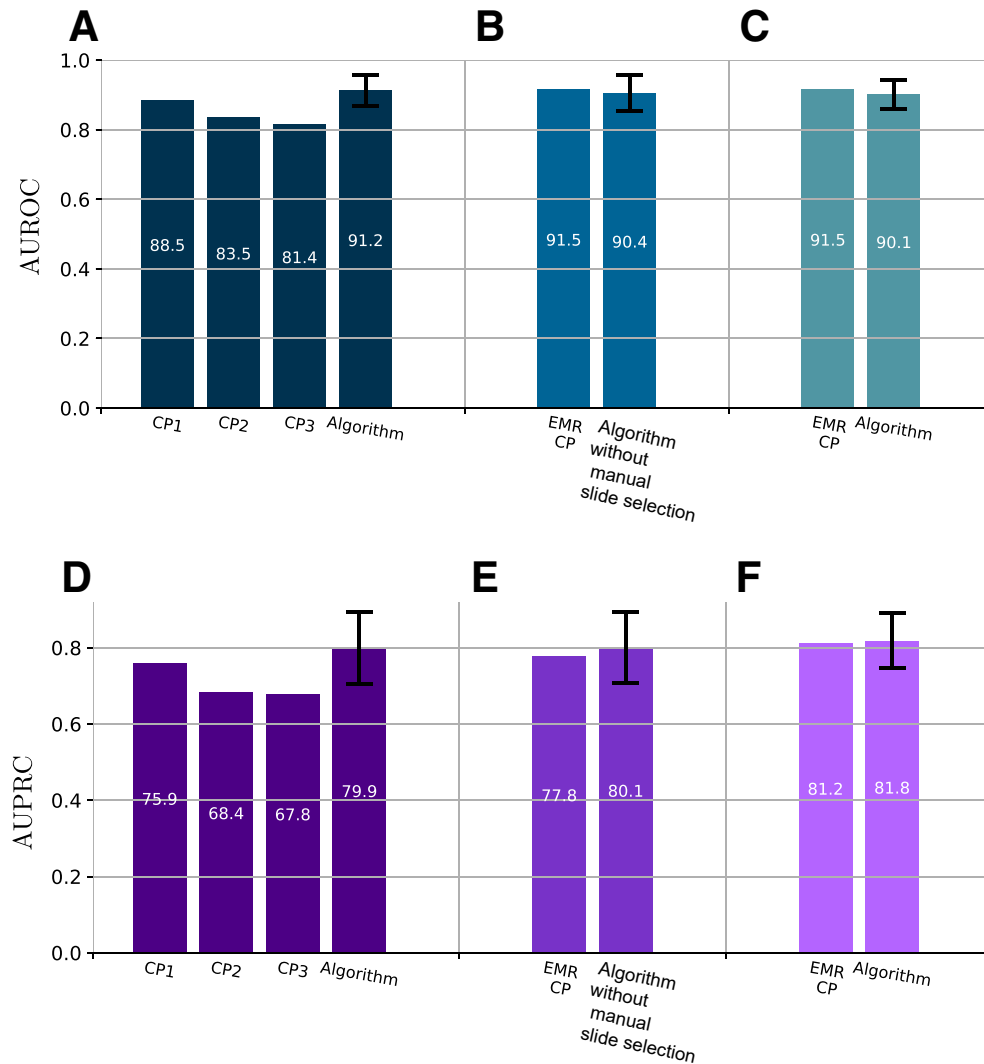 A
B
C
AUROC
1.0
0.8
0.6
0.4
0.2
0.0
88.5
83.5
81.4
91.2
91.5
90.4
91.5
90.1
CP1
CP2
CP3
Algorithm
EMR
CP
Algorithm
without
manual
slide selection
EMR
CP
Algorithm
D
E
F
AUPRC
0.8
0.6
0.4
0.2
0.0
75.9
68.4
67.8
79.9
77.8
80.1
81.2
81.8
CP1
CP2
CP3
Algorithm
EMR
CP
Algorithm
without
manual
slide selection
EMR
CP
Algorithm